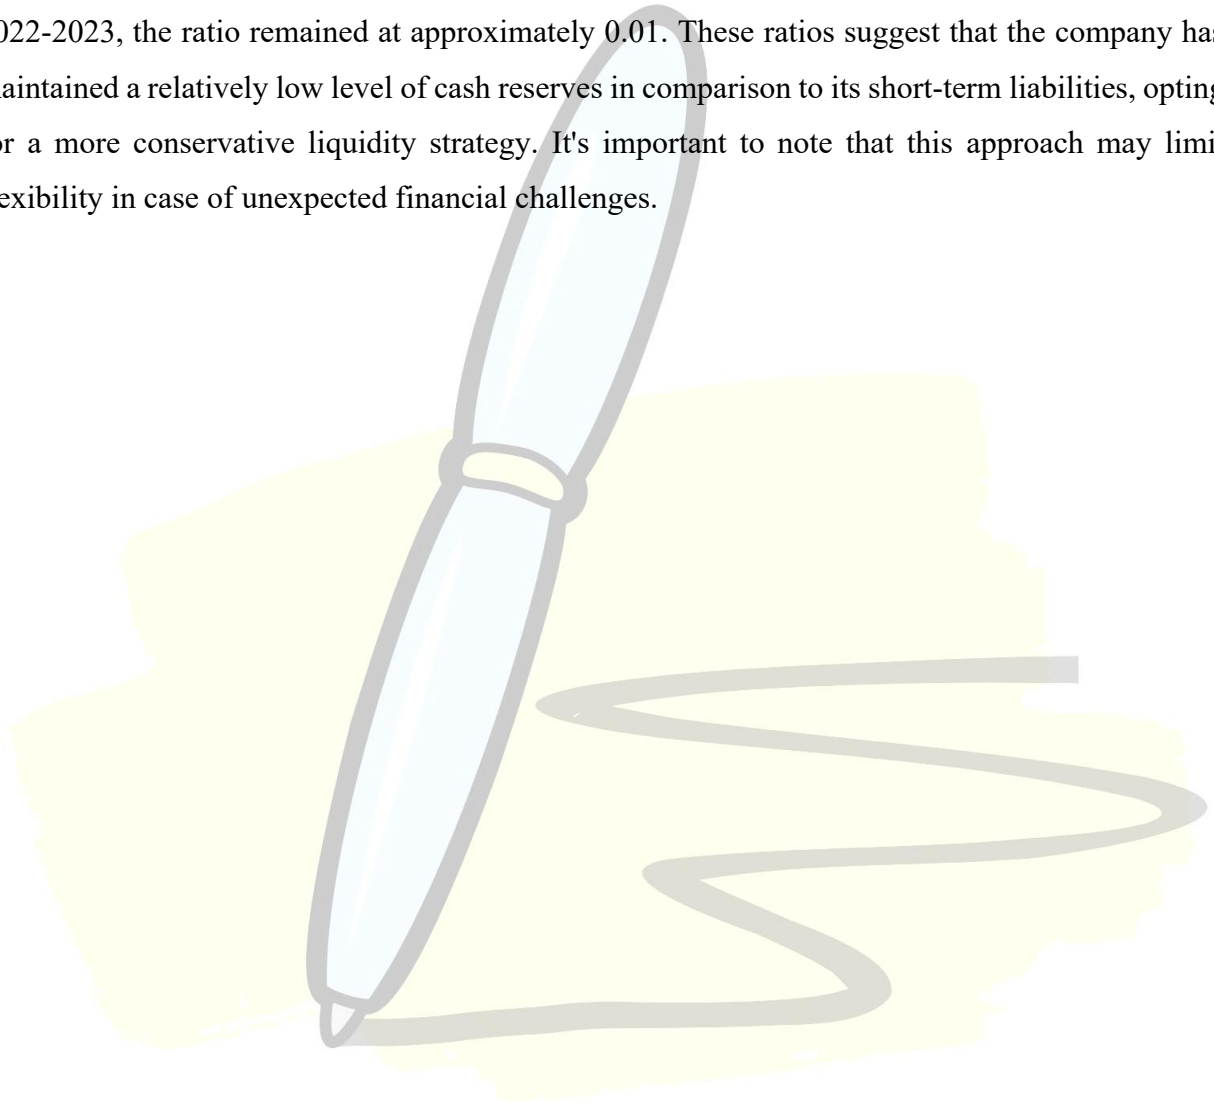 022-2023, the ratio remained at approximately 0.01. These ratios suggest that the company has
aintained a relatively low level of cash reserves in comparison to its short-term liabilities, opting
or a more conservative liquidity strategy. It's important to note that this approach may limi
exibility in case of unexpected financial challenges.